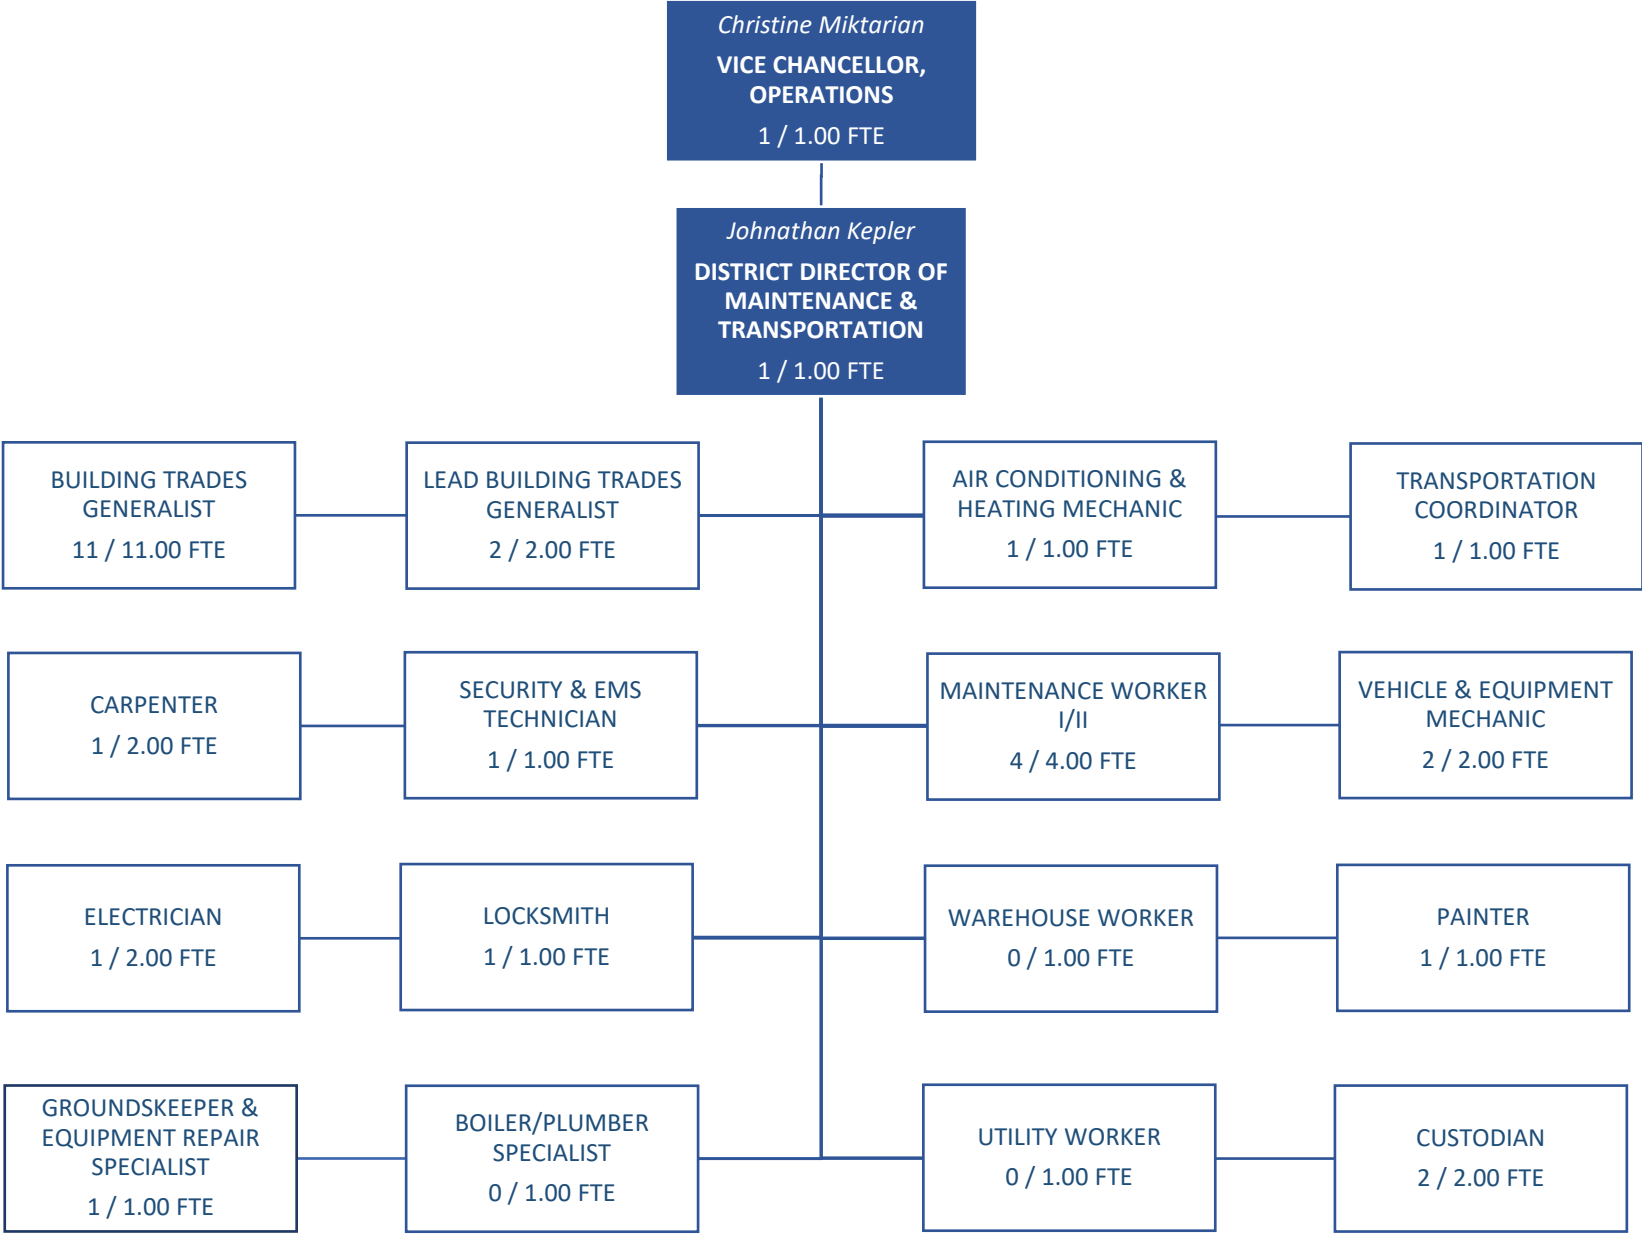 Christine Miktarian
VICE CHANCELLOR,
OPERATIONS
1 / 1.00 FTE
Johnathan Kepler
DISTRICT DIRECTOR OF
MAINTENANCE &
TRANSPORTATION
1 / 1.00 FTE
BUILDING TRADES
GENERALIST
11 / 11.00 FTE
LEAD BUILDING TRADES
GENERALIST
2 / 2.00 FTE
AIR CONDITIONING &
HEATING MECHANIC
1 / 1.00 FTE
TRANSPORTATION
COORDINATOR
1 / 1.00 FTE
CARPENTER
1 / 2.00 FTE
SECURITY & EMS
TECHNICIAN
1 / 1.00 FTE
MAINTENANCE WORKER
I/II
4 / 4.00 FTE
VEHICLE & EQUIPMENT
MECHANIC
2 / 2.00 FTE
ELECTRICIAN
1 / 2.00 FTE
LOCKSMITH
1 / 1.00 FTE
WAREHOUSE WORKER
0 / 1.00 FTE
PAINTER
1 / 1.00 FTE
GROUNDSKEEPER &
EQUIPMENT REPAIR
SPECIALIST
1 / 1.00 FTE
BOILER/PLUMBER
SPECIALIST
0 / 1.00 FTE
UTILITY WORKER
0 / 1.00 FTE
CUSTODIAN
2 / 2.00 FTE